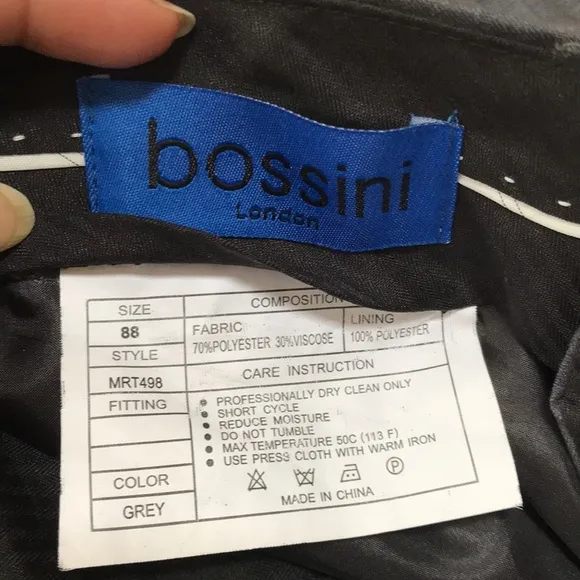 bossini
London
SIZE
88
STYLE
MRT498
FITTING
COLOR
GREY
COMPOSITION
FABRIC
70%POLYESTER 30%VISCOSE
LINING
100% POLYESTER
CARE INSTRUCTION
• PROFESSIONALLY DRY CLEAN ONLY
• SHORT CYCLE
• REDUCE MOISTURE
• DO NOT TUMBLE
• MAX TEMPERATURE 50C (113 F)
• USE PRESS CLOTH WITH WARM IRON
P
MADE IN CHINA